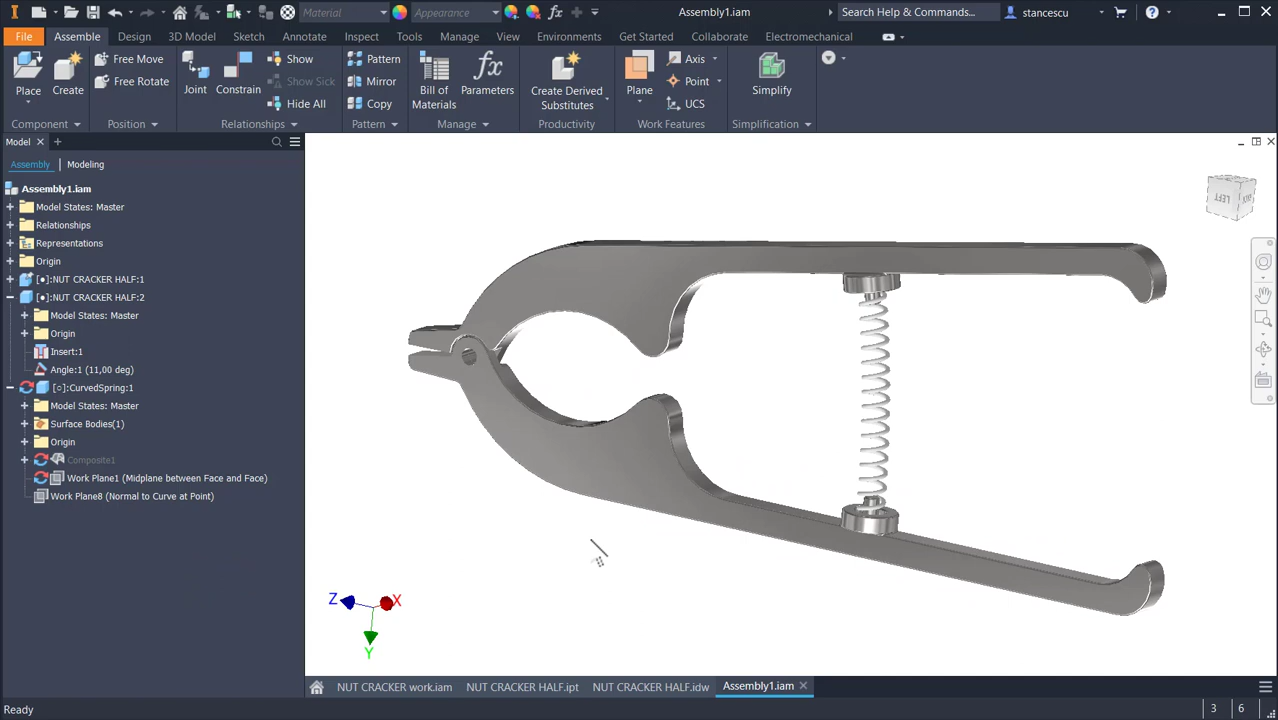 Material
Appearance
Assembly1.iam
Search Help & Commands...
stancescu
File
Assemble
Design
3D Model
Sketch
Annotate
Inspect
Tools
Manage
View
Environments
Get Started
Collaborate
Electromechanical
Place
Create
Free Move
Free Rotate
Joint
Constrain
Show
Show Sick
Hide All
Pattern
Mirror
Copy
Bill of
Materials
Parameters
Create Derived
Substitutes
Plane
Axis
Point
UCS
Simplify
Component
Position
Relationships
Pattern
Manage
Productivity
Work Features
Simplification
Model
Assembly
Modeling
Assembly1.iam
Model States: Master
Relationships
Representations
Origin
[●]:NUT CRACKER HALF:1
[●]:NUT CRACKER HALF:2
Model States: Master
Origin
Insert:1
Angle:1 (11,00 deg)
[○]:CurvedSpring:1
Model States: Master
Surface Bodies(1)
Origin
Composite1
Work Plane1 (Midplane between Face and Face)
Work Plane8 (Normal to Curve at Point)
LEFT
Z
X
Y
NUT CRACKER work.iam
NUT CRACKER HALF.ipt
NUT CRACKER HALF.idw
Assembly1.iam
Ready
3
6